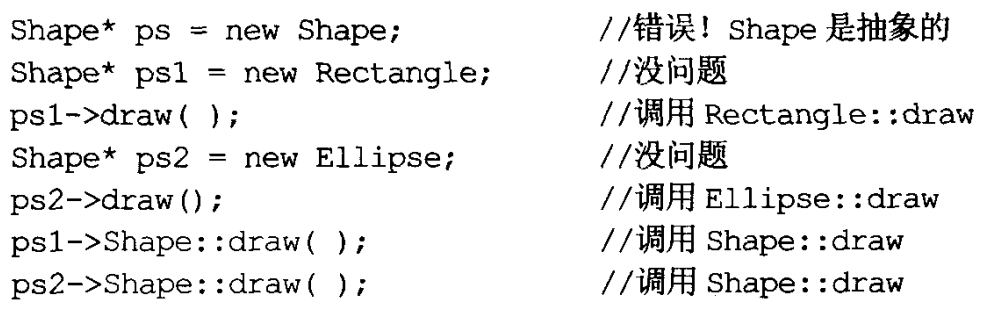 Shape* ps = new Shape; //错误! Shape 是抽象的
Shape* ps1 = new Rectangle; //没问题
ps1->draw( ); //调用 Rectangle::draw
Shape* ps2 = new Ellipse; //没问题
ps2->draw(); //调用 Ellipse::draw
ps1->Shape::draw( ); //调用 Shape::draw
ps2->Shape::draw( ); //调用 Shape::draw